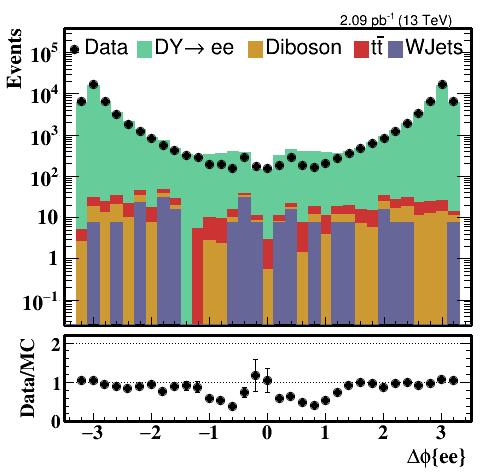 2.09 pb⁻¹ (13 TeV)
Events
Data DY→ ee Diboson tt̄ WJets
10⁵
10⁴
10³
10²
10
1
10⁻¹
Data/MC
2
1
0
−3 −2 −1 0 1 2 3
Δϕ{ee}